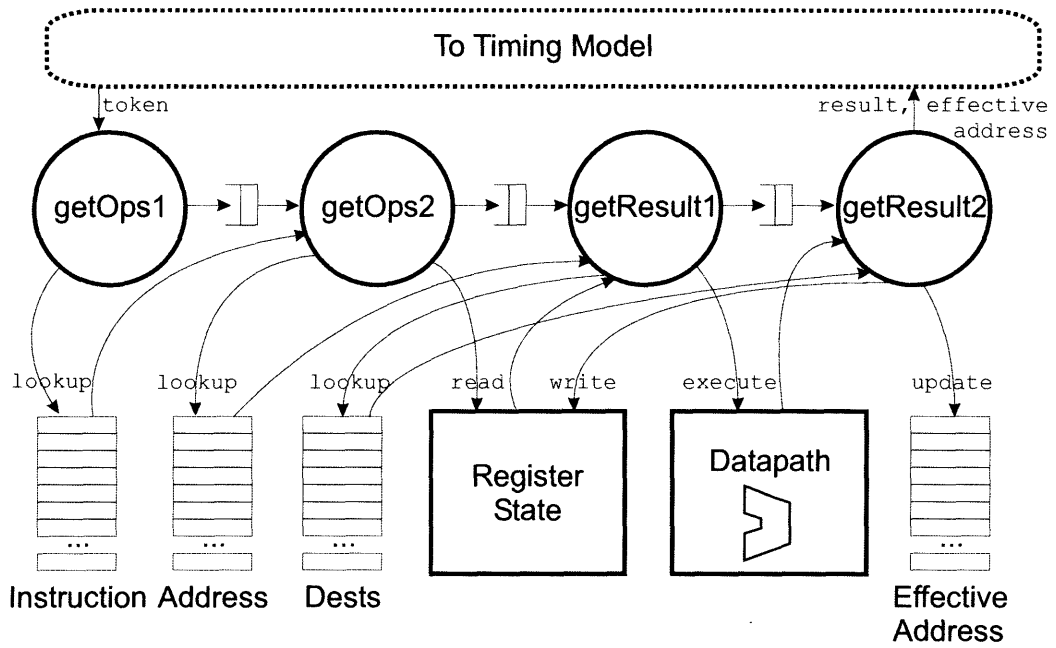 To Timing Model
token
result, effective
address
getOps1
getOps2
getResult1
getResult2
lookup
lookup
lookup
read
write
execute
update
Register
State
Datapath
...
...
...
...
Instruction
Address
Dests
Effective
Address